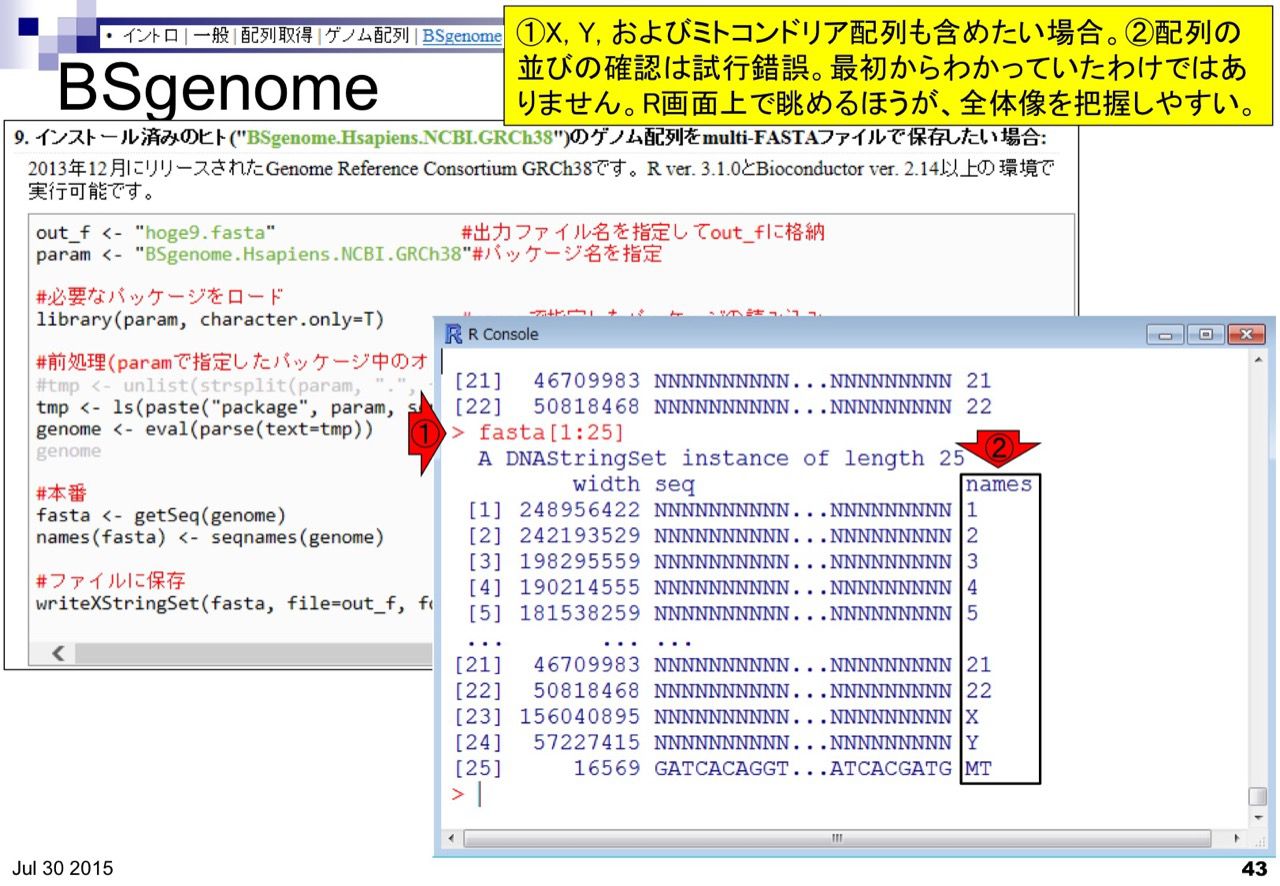 • イントロ | 一般 | 配列取得 | ゲノム配列 | BSgenome
①X, Y, およびミトコンドリア配列も含めたい場合。②配列の
並びの確認は試行錯誤。最初からわかっていたわけではあ
りません。R画面上で眺めるほうが、全体像を把握しやすい。
BSgenome
9. インストール済みのヒト("BSgenome.Hsapiens.NCBI.GRCh38")のゲノム配列をmulti-FASTAファイルで保存したい場合:
2013年12月にリリースされたGenome Reference Consortium GRCh38です。R ver. 3.1.0とBioconductor ver. 2.14以上の環境で
実行可能です。
out_f <- "hoge9.fasta" #出力ファイル名を指定してout_fに格納
param <- "BSgenome.Hsapiens.NCBI.GRCh38"#パッケージ名を指定
#必要なパッケージをロード
library(param, character.only=T)
#前処理(paramで指定したパッケージ中のオ
#tmp <- unlist(strsplit(param, ".",
tmp <- ls(paste("package", param, s
genome <- eval(parse(text=tmp))
genome
#本番
fasta <- getSeq(genome)
names(fasta) <- seqnames(genome)
#ファイルに保存
writeXStringSet(fasta, file=out_f, fo
R Console
[21] 46709983 NNNNNNNNNNN...NNNNNNNNNN 21
[22] 50818468 NNNNNNNNNNN...NNNNNNNNNN 22
①
> fasta[1:25]
②
A DNAStringSet instance of length 25
width seq names
[1] 248956422 NNNNNNNNNNN...NNNNNNNNNN 1
[2] 242193529 NNNNNNNNNNN...NNNNNNNNNN 2
[3] 198295559 NNNNNNNNNNN...NNNNNNNNNN 3
[4] 190214555 NNNNNNNNNNN...NNNNNNNNNN 4
[5] 181538259 NNNNNNNNNNN...NNNNNNNNNN 5
... ... ...
[21] 46709983 NNNNNNNNNNN...NNNNNNNNNN 21
[22] 50818468 NNNNNNNNNNN...NNNNNNNNNN 22
[23] 156040895 NNNNNNNNNNN...NNNNNNNNNN X
[24] 57227415 NNNNNNNNNNN...NNNNNNNNNN Y
[25] 16569 GATCACAGGT...ATCACGATG MT
>
Jul 30 2015
43